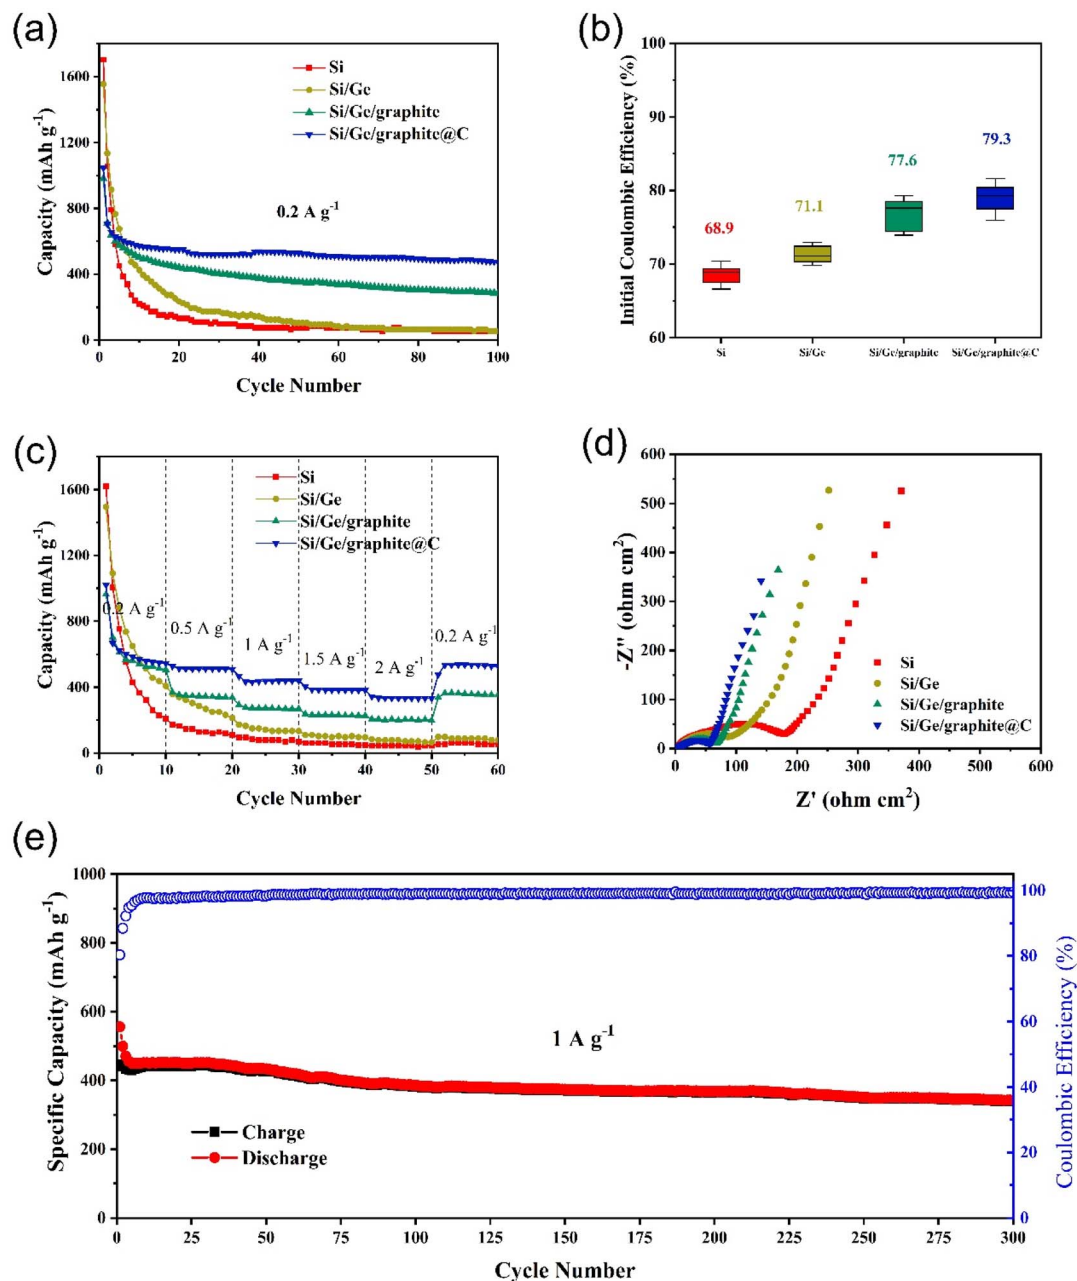 (a)
1600
1200
800
400
0
Capacity (mAh g-1)
Si
Si/Ge
Si/Ge/graphite
Si/Ge/graphite@C
0.2 A g-1
0 20 40 60 80 100
Cycle Number
(b)
100
90
80
70
60
Initial Coulombic Efficiency (%)
68.9
71.1
77.6
79.3
Si Si/Ge Si/Ge/graphite Si/Ge/graphite@C
(c)
1600
1200
800
400
0
Capacity (mAh g-1)
Si
Si/Ge
Si/Ge/graphite
Si/Ge/graphite@C
0.2 A g-1
0.5 A g-1
1 A g-1
1.5 A g-1
2 A g-1
0.2 A g-1
0 10 20 30 40 50 60
Cycle Number
(d)
600
500
400
300
200
100
0
-Z'' (ohm cm2)
Si
Si/Ge
Si/Ge/graphite
Si/Ge/graphite@C
0 100 200 300 400 500 600
Z' (ohm cm2)
(e)
1000
800
600
400
200
0
Specific Capacity (mAh g-1)
1 A g-1
Charge
Discharge
100
80
60
40
20
0
Coulombic Efficiency (%)
0 25 50 75 100 125 150 175 200 225 250 275 300
Cycle Number